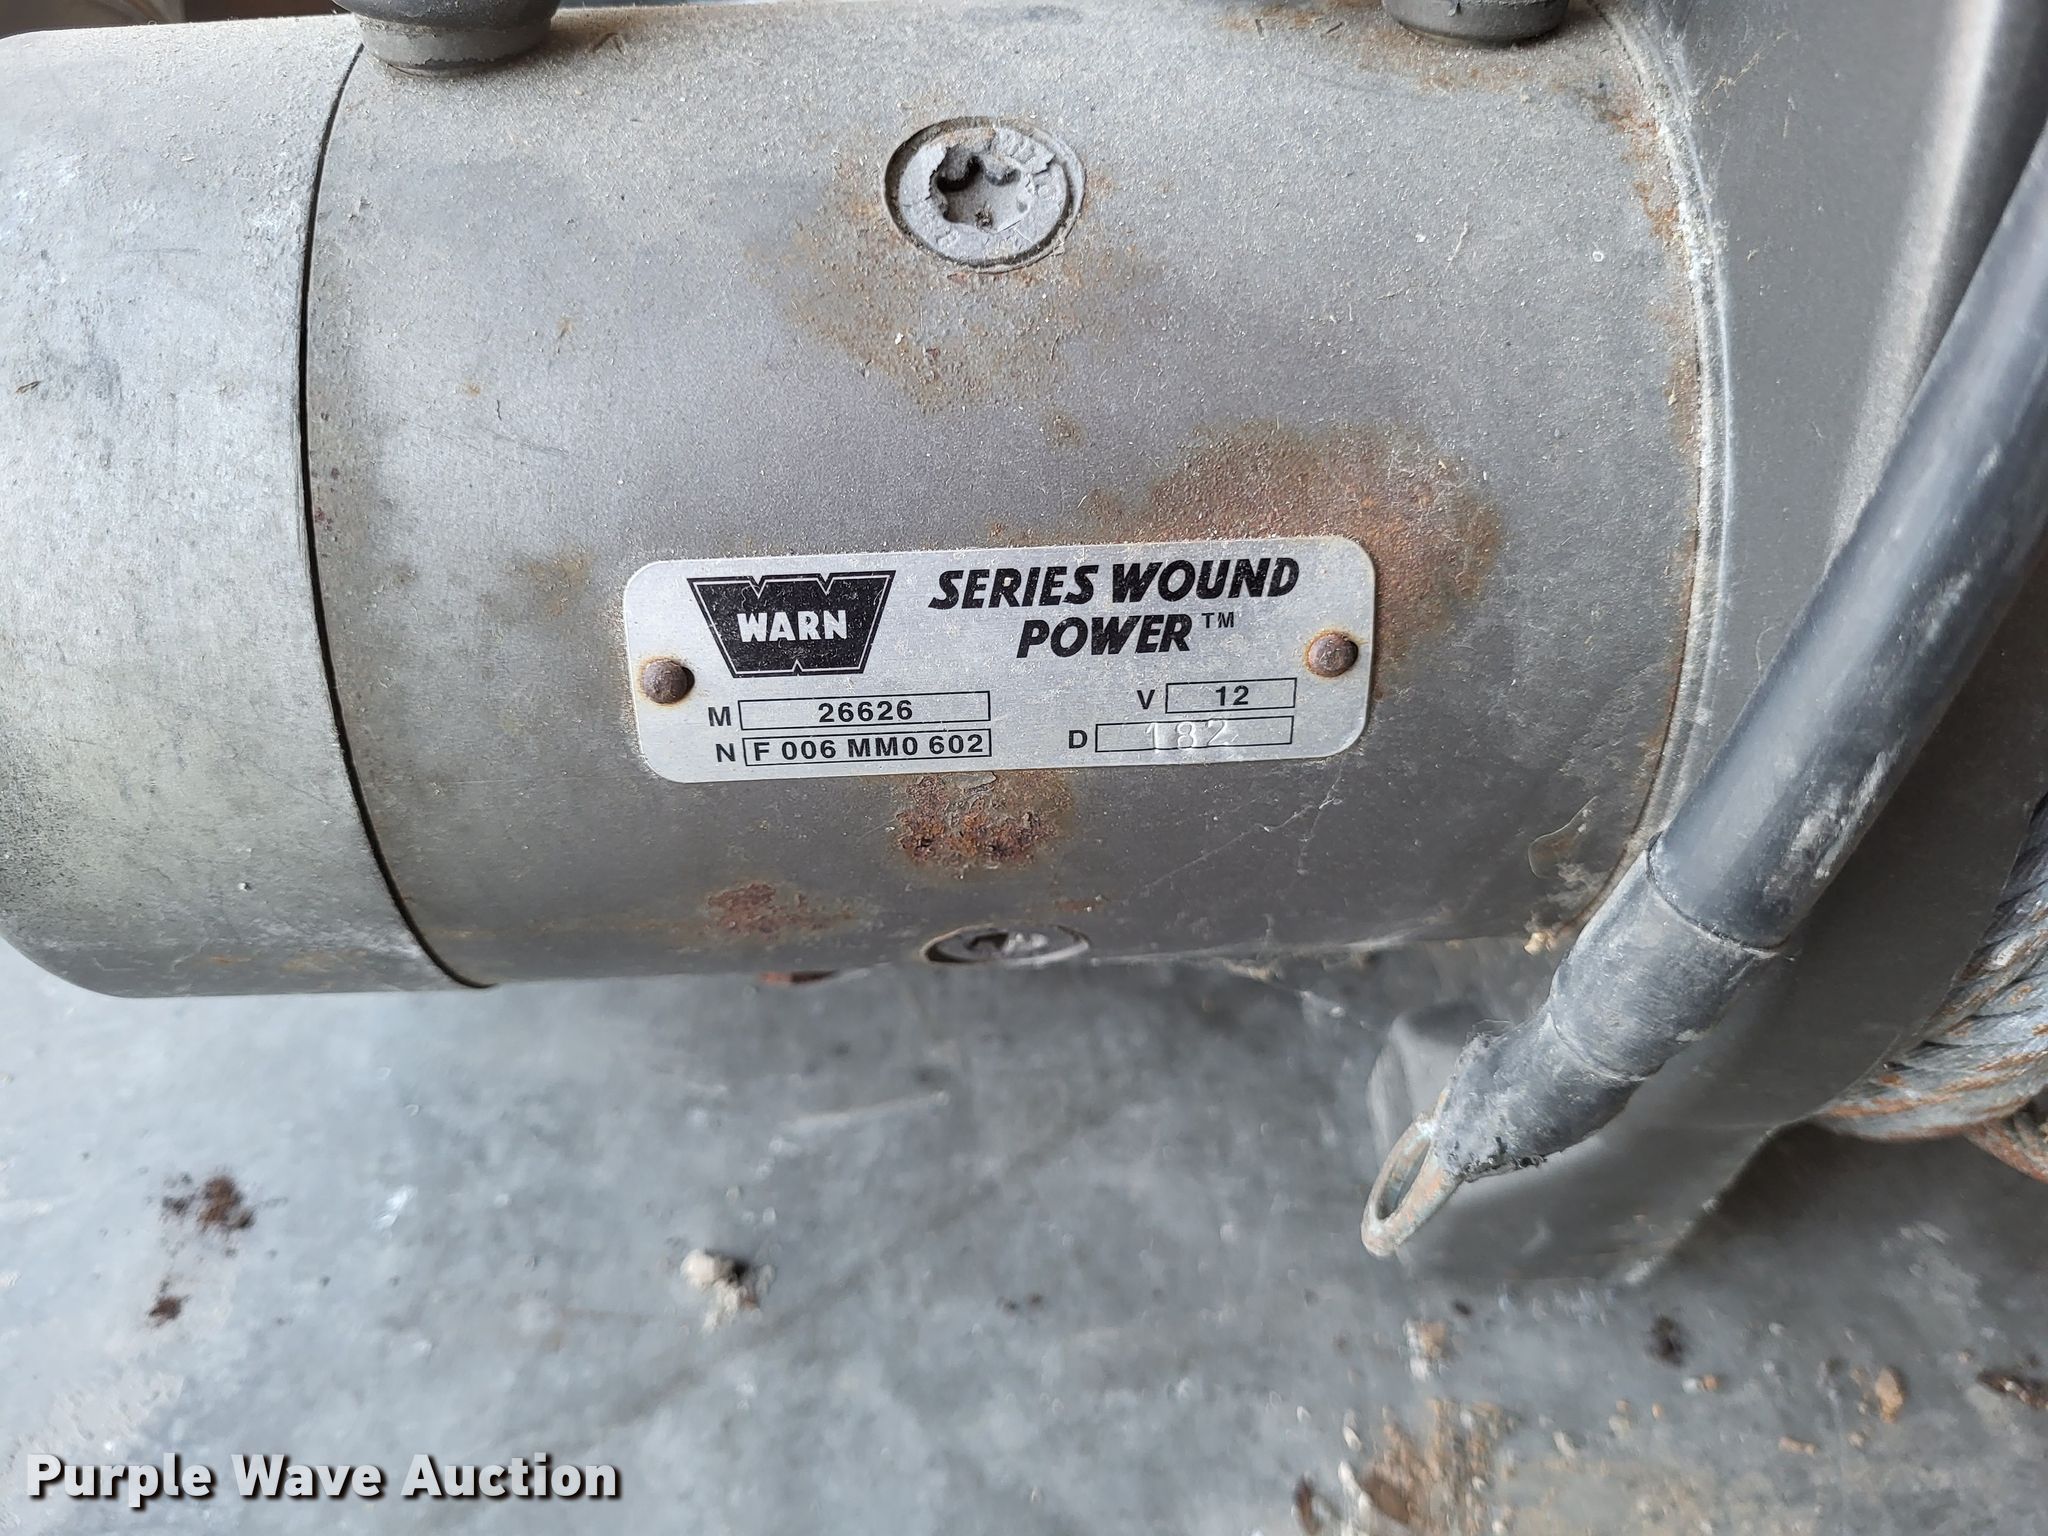 WARN
SERIES WOUND
POWER™
M 26626
V 12
N F 006 MM0 602
D 182
Purple Wave Auction